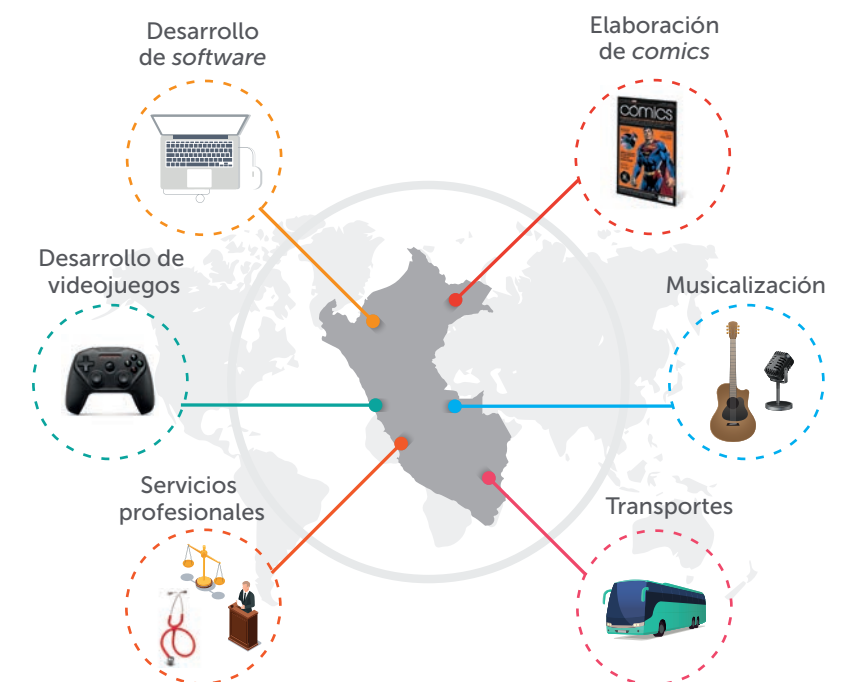 Desarrollo
de software
Elaboración
de comics
cómics
Desarrollo de
videojuegos
Musicalización
Servicios
profesionales
Transportes